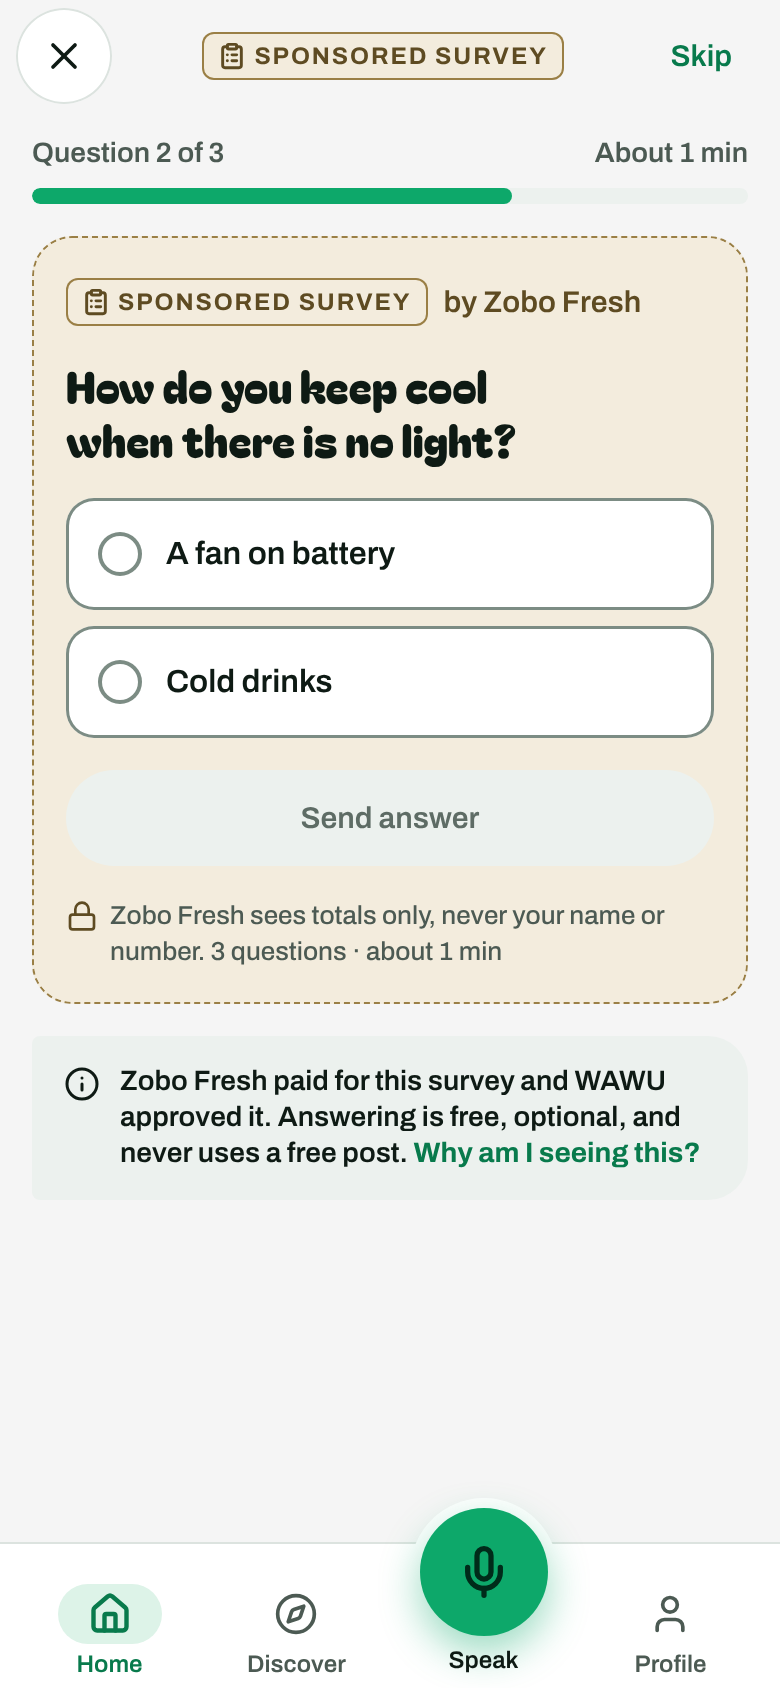 SPONSORED SURVEY
Skip
Question 2 of 3
About 1 min
SPONSORED SURVEY
by Zobo Fresh
How do you keep cool
when there is no light?
A fan on battery
Cold drinks
Send answer
Zobo Fresh sees totals only, never your name or
number. 3 questions · about 1 min
Zobo Fresh paid for this survey and WAWU
approved it. Answering is free, optional, and
never uses a free post. Why am I seeing this?
Home
Discover
Speak
Profile